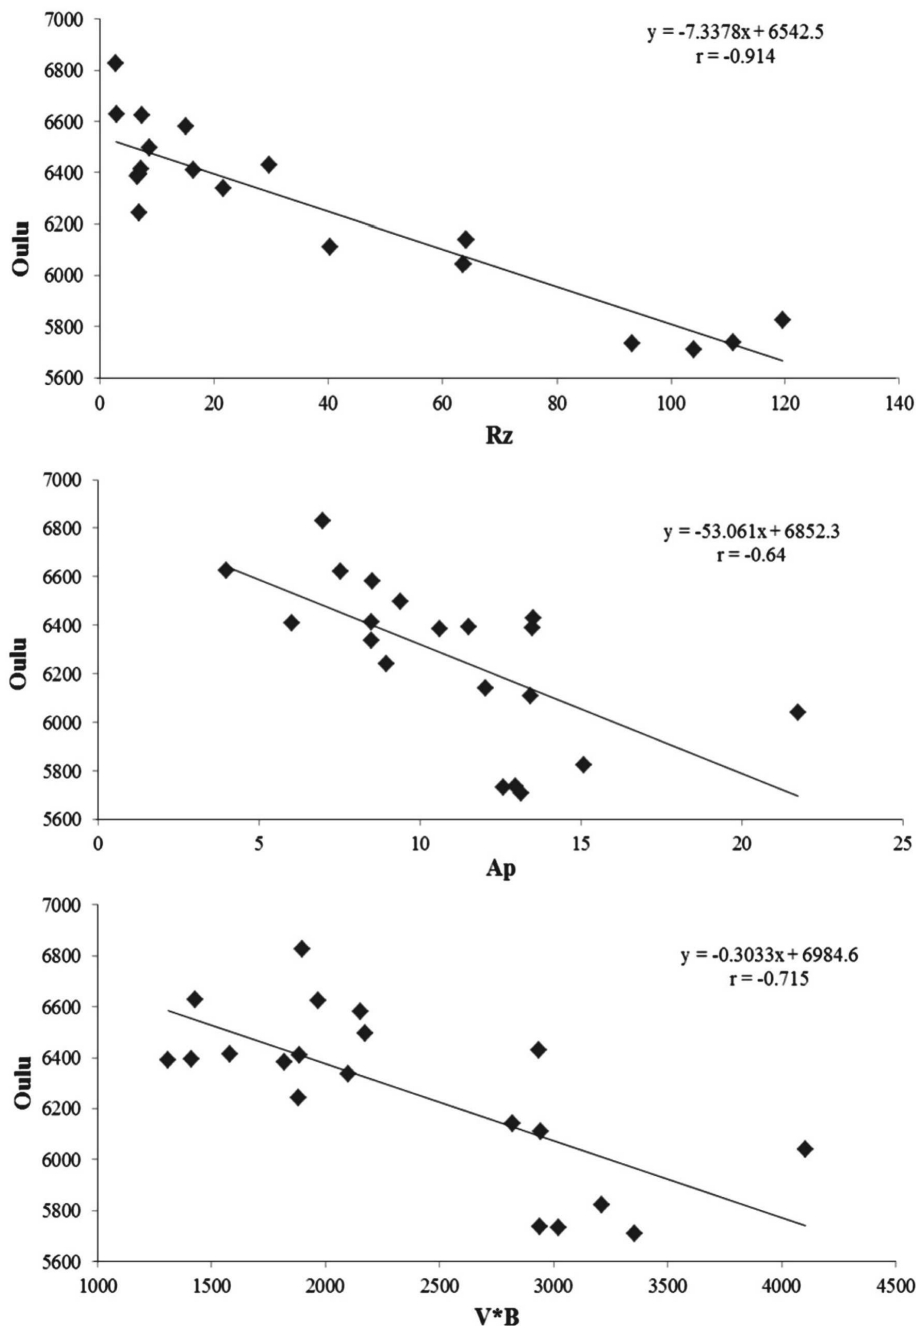 y = -7.3378x + 6542.5
r = -0.914
7000
6800
6600
6400
6200
6000
5800
5600
Oulu
0 20 40 60 80 100 120 140
Rz
y = -53.061x + 6852.3
r = -0.64
7000
6800
6600
6400
6200
6000
5800
5600
Oulu
0 5 10 15 20 25
Ap
y = -0.3033x + 6984.6
r = -0.715
7000
6800
6600
6400
6200
6000
5800
5600
Oulu
1000 1500 2000 2500 3000 3500 4000 4500
V*B